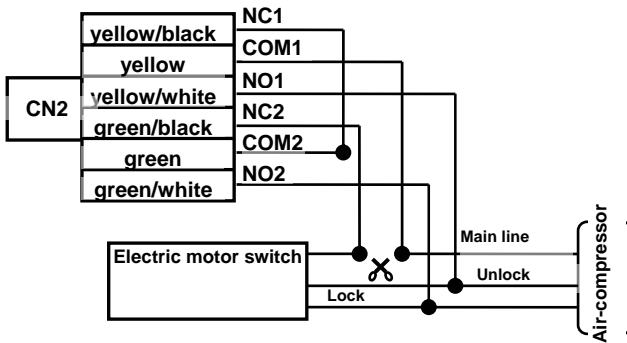 NC1
yellow/black
COM1
yellow
NO1
yellow/white
CN2
NC2
green/black
COM2
green
NO2
green/white
Electric motor switch
Main line
Unlock
Lock
Air-compressor